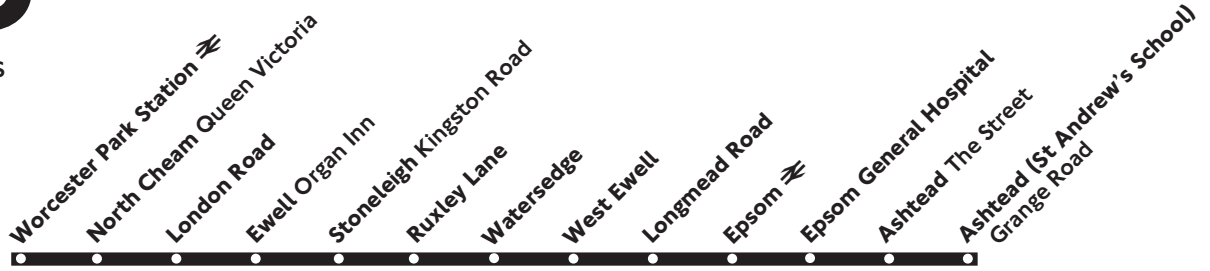 s
Worcester Park Station
North Cheam Queen Victoria
London Road
Ewell Organ Inn
Stoneleigh Kingston Road
Ruxley Lane
Watersedge
West Ewell
Longmead Road
Epsom
Epsom General Hospital
Ashtead The Street
Ashtead (St Andrew's School)
Grange Road